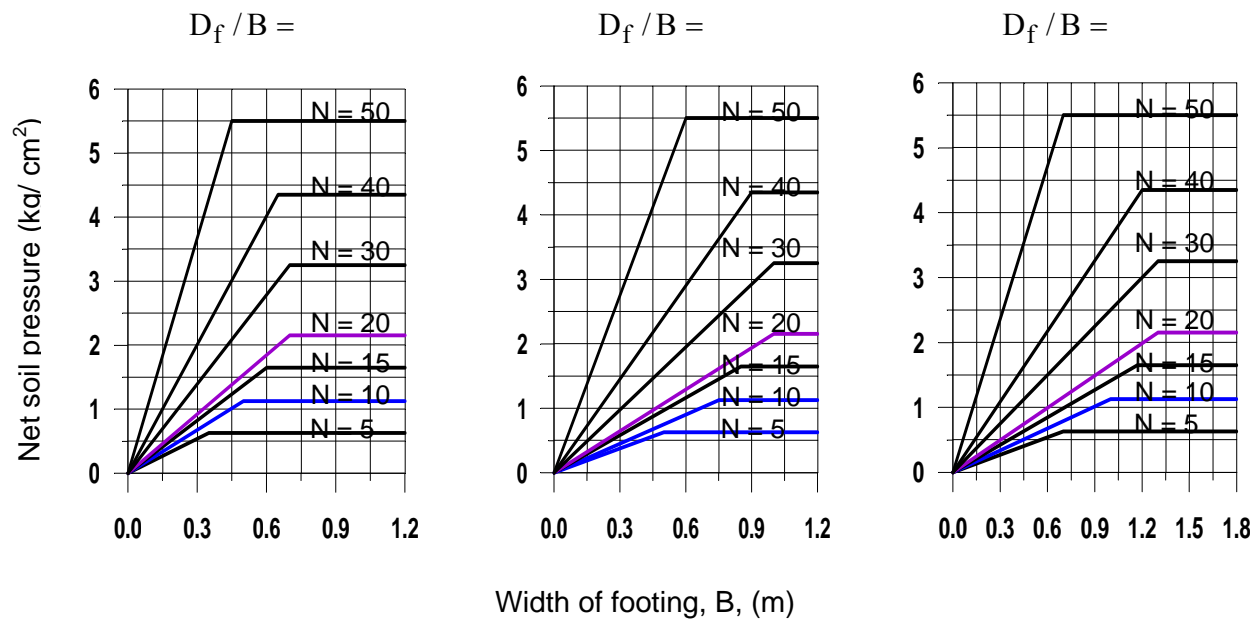 D_f / B =
D_f / B =
D_f / B =
Net soil pressure (kg/ cm²)
6
5
4
3
2
1
0
N = 50
N = 40
N = 30
N = 20
N = 15
N = 10
N = 5
0.0 0.3 0.6 0.9 1.2
6
5
4
3
2
1
0
N = 50
N = 40
N = 30
N = 20
N = 15
N = 10
N = 5
0.0 0.3 0.6 0.9 1.2
6
5
4
3
2
1
0
N = 50
N = 40
N = 30
N = 20
N = 15
N = 10
N = 5
0.0 0.3 0.6 0.9 1.2 1.5 1.8
Width of footing, B, (m)